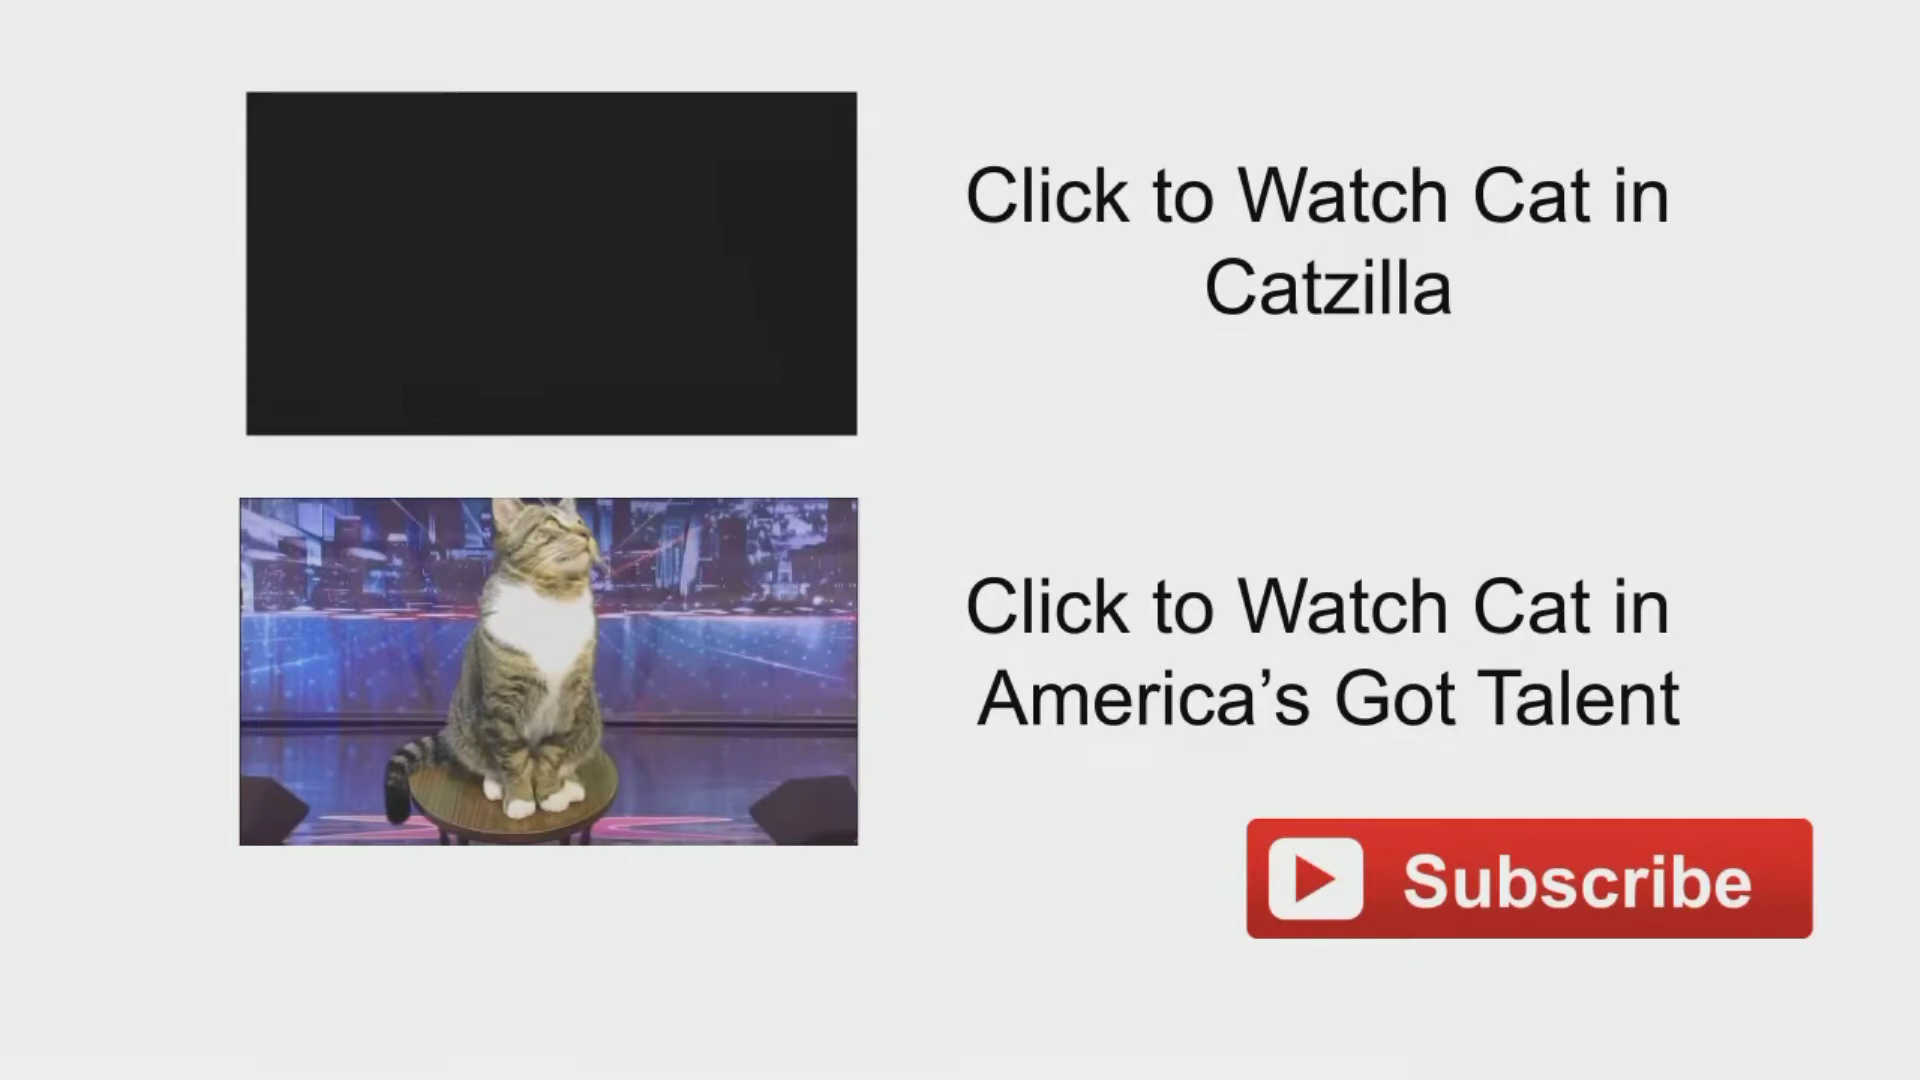 Click to Watch Cat in
Catzilla
Click to Watch Cat in
America’s Got Talent
Subscribe